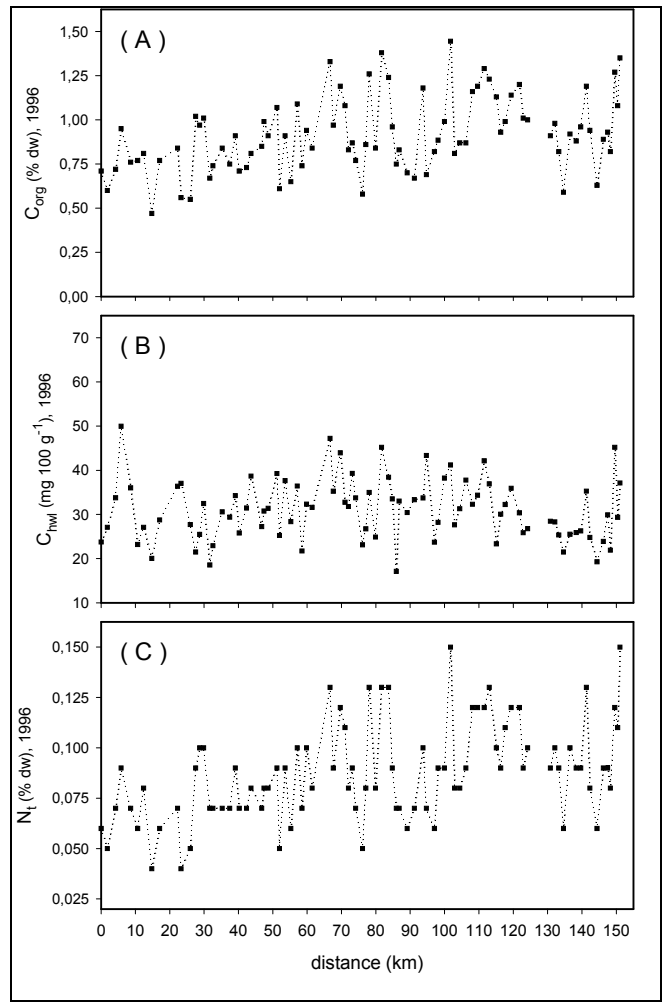 ( A )
1,50
1,25
1,00
0,75
0,50
0,25
0,00
C_org (% dw), 1996
( B )
70
60
50
40
30
20
10
C_hwl (mg 100 g⁻¹), 1996
( C )
0,150
0,125
0,100
0,075
0,050
0,025
N_t (% dw), 1996
0 10 20 30 40 50 60 70 80 90 100 110 120 130 140 150
distance (km)